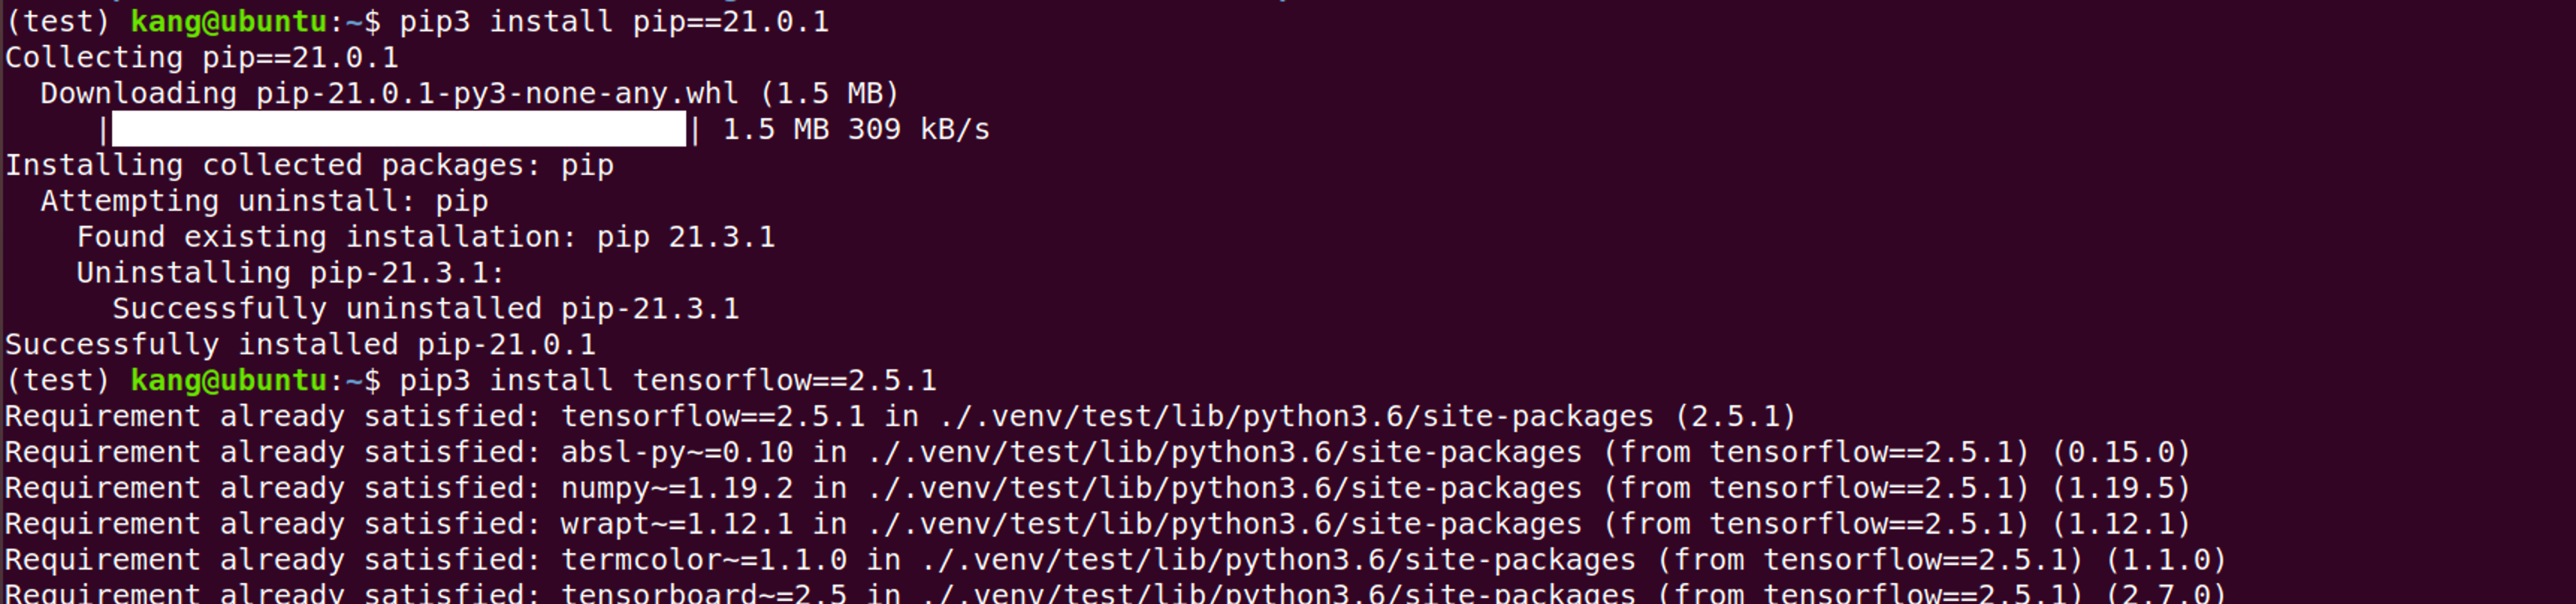 (test) kang@ubuntu:~$ pip3 install pip==21.0.1
Collecting pip==21.0.1
  Downloading pip-21.0.1-py3-none-any.whl (1.5 MB)
     |                                | 1.5 MB 309 kB/s
Installing collected packages: pip
  Attempting uninstall: pip
    Found existing installation: pip 21.3.1
    Uninstalling pip-21.3.1:
      Successfully uninstalled pip-21.3.1
Successfully installed pip-21.0.1
(test) kang@ubuntu:~$ pip3 install tensorflow==2.5.1
Requirement already satisfied: tensorflow==2.5.1 in ./.venv/test/lib/python3.6/site-packages (2.5.1)
Requirement already satisfied: absl-py~=0.10 in ./.venv/test/lib/python3.6/site-packages (from tensorflow==2.5.1) (0.15.0)
Requirement already satisfied: numpy~=1.19.2 in ./.venv/test/lib/python3.6/site-packages (from tensorflow==2.5.1) (1.19.5)
Requirement already satisfied: wrapt~=1.12.1 in ./.venv/test/lib/python3.6/site-packages (from tensorflow==2.5.1) (1.12.1)
Requirement already satisfied: termcolor~=1.1.0 in ./.venv/test/lib/python3.6/site-packages (from tensorflow==2.5.1) (1.1.0)
Requirement already satisfied: tensorboard~=2.5 in ./.venv/test/lib/python3.6/site-packages (from tensorflow==2.5.1) (2.7.0)